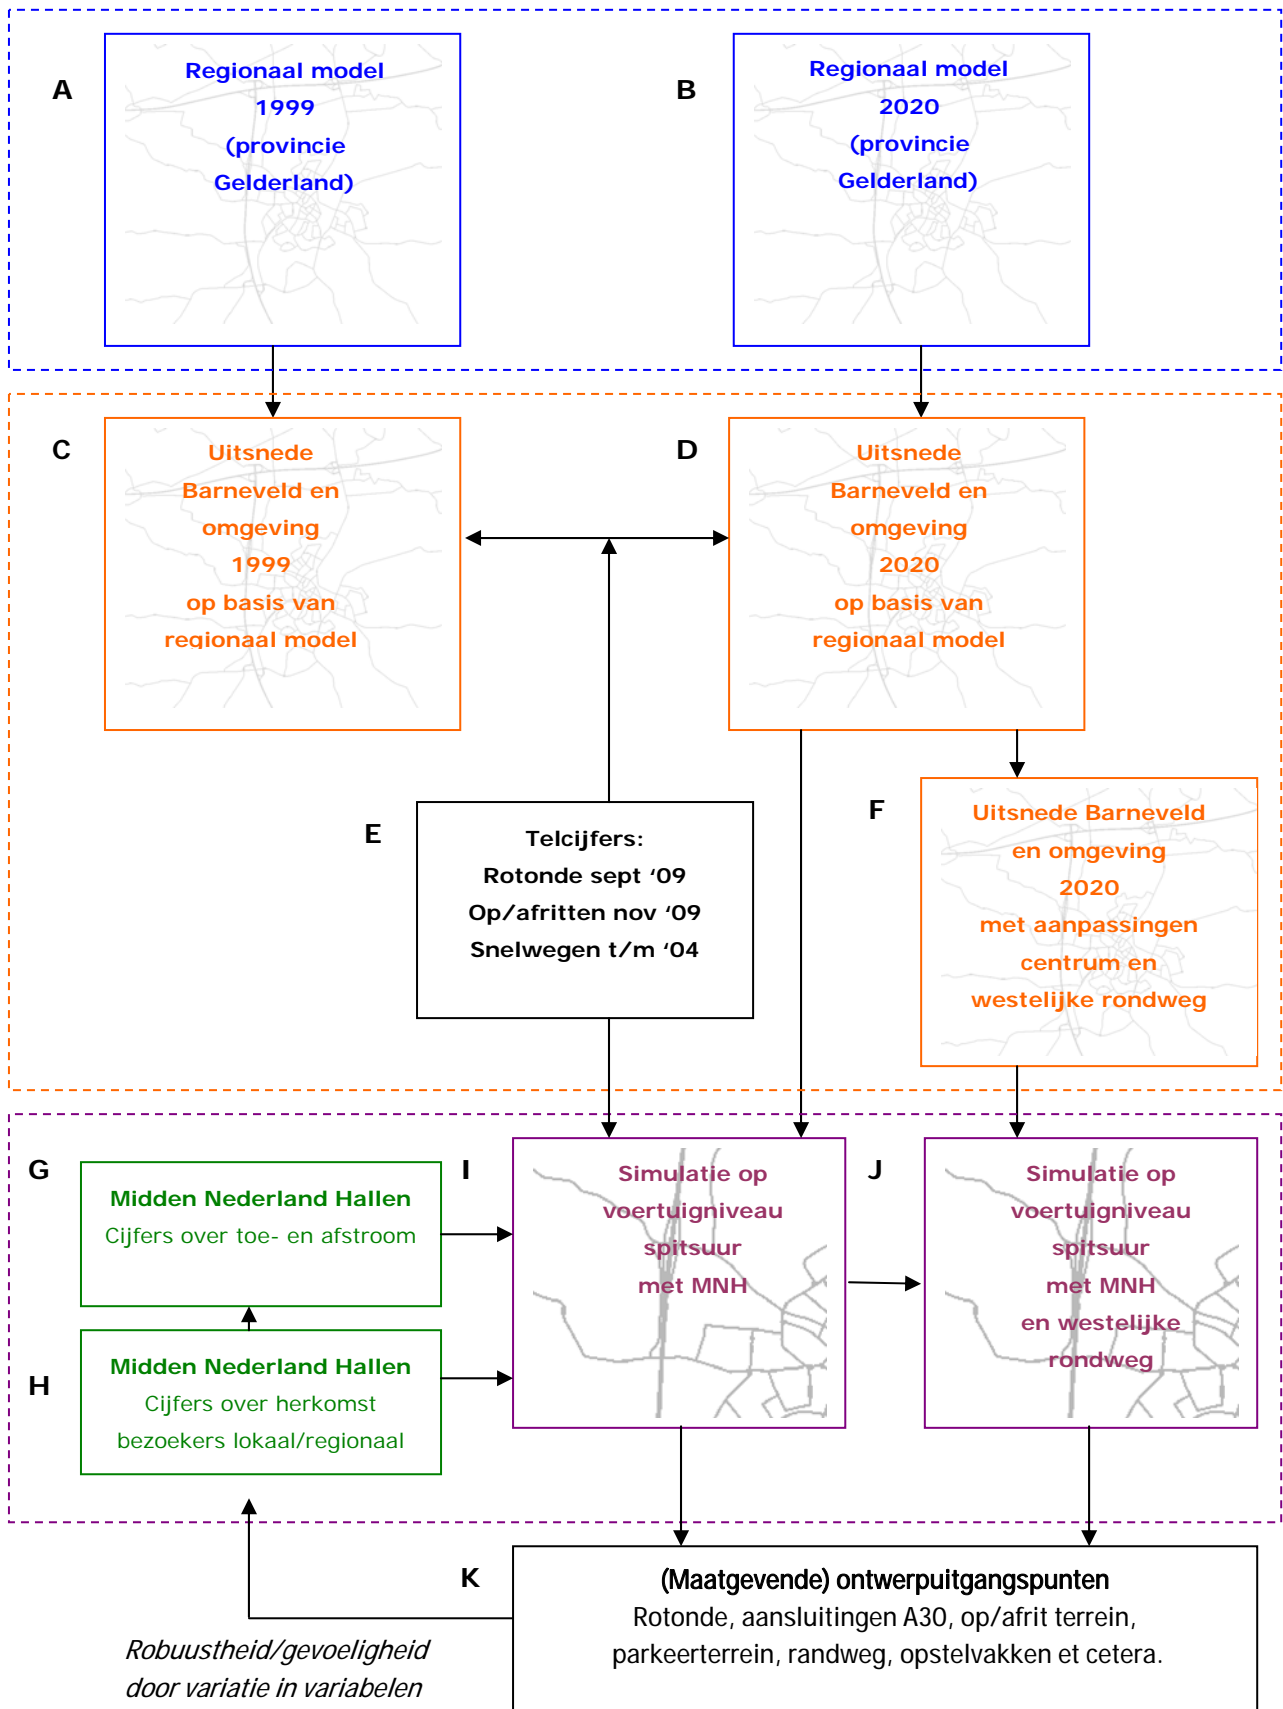 A
Regionaal model
1999
(provincie
Gelderland)
B
Regionaal model
2020
(provincie
Gelderland)
C
Uitsnede
Barneveld en
omgeving
1999
op basis van
regionaal model
D
Uitsnede
Barneveld en
omgeving
2020
op basis van
regionaal model
E
Telcijfers:
Rotonde sept ‘09
Op/afritten nov ‘09
Snelwegen t/m ‘04
F
Uitsnede Barneveld
en omgeving
2020
met aanpassingen
centrum en
westelijke rondweg
G
Midden Nederland Hallen
Cijfers over toe- en afstroom
H
Midden Nederland Hallen
Cijfers over herkomst
bezoekers lokaal/regionaal
I
Simulatie op
voertuigniveau
spitsuur
met MNH
J
Simulatie op
voertuigniveau
spitsuur
met MNH
en westelijke
rondweg
K
(Maatgevende) ontwerpuitgangspunten
Rotonde, aansluitingen A30, op/afrit terrein,
parkeerterrein, randweg, opstelvakken et cetera.
Robuustheid/gevoeligheid
door variatie in variabelen